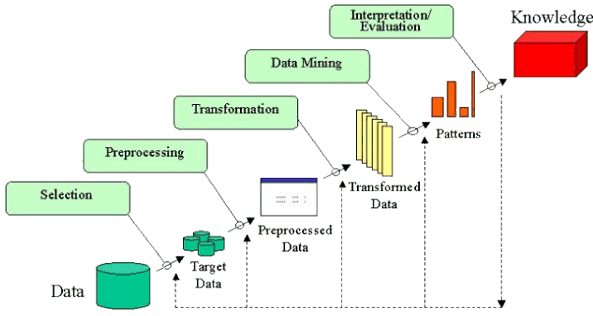 Interpretation/
Evaluation
Knowledge
Data Mining
Transformation
Patterns
Preprocessing
Transformed
Data
Selection
Preprocessed
Data
Target
Data
Data